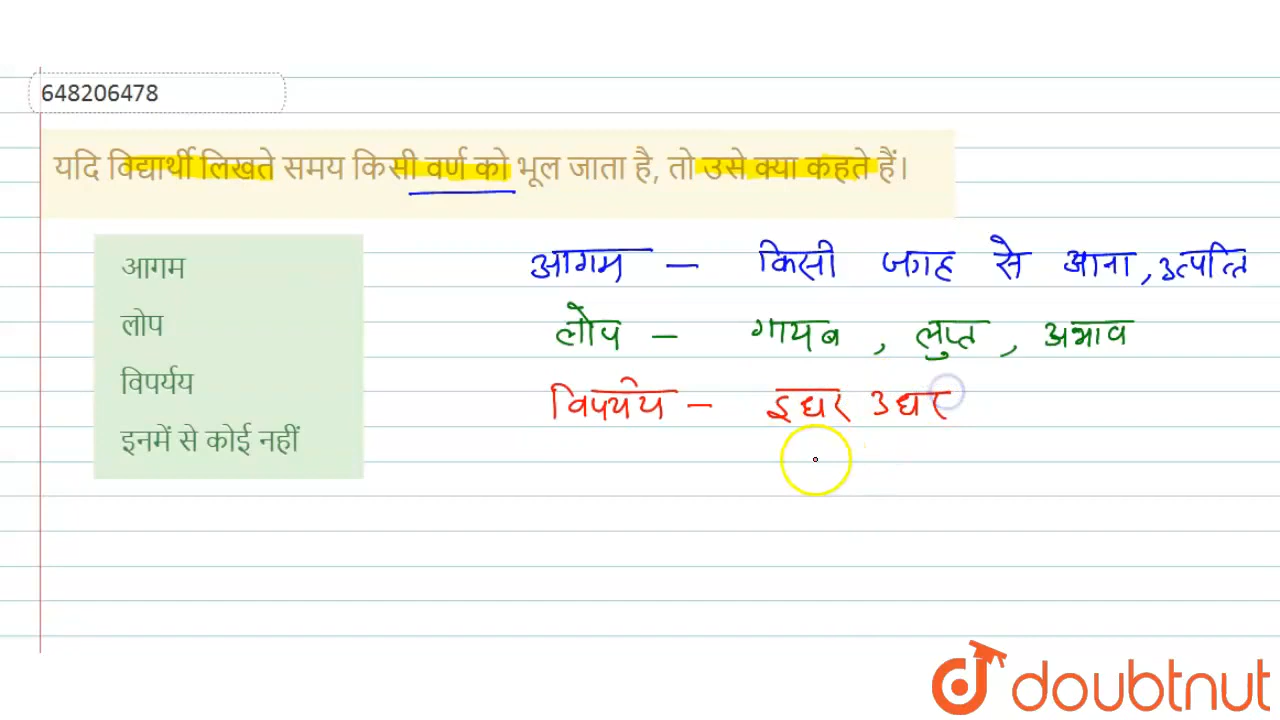 648206478
यदि विद्यार्थी लिखते समय किसी वर्ण को भूल जाता है, तो उसे क्या कहते हैं।
आगम
लोप
विपर्यय
इनमें से कोई नहीं
आगम – किसी जगह से आना, उत्पत्ति
लोप – गायब, लुप्त, अभाव
विपर्यय – इधर उधर
doubtnut